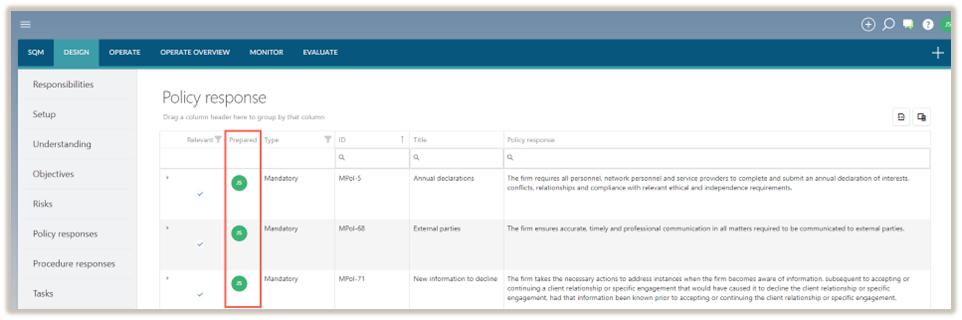 ?
JS
SQM DESIGN OPERATE OPERATE OVERVIEW MONITOR EVALUATE
Responsibilities
Setup
Understanding
Objectives
Risks
Policy responses
Procedure responses
Tasks
Policy response
Drag a column header here to group by that column
Relevant Prepared Type ID Title Policy response
JS Mandatory MPol-5 Annual declarations The firm requires all personnel, network personnel and service providers to complete and submit an annual declaration of interests,
conflicts, relationships and compliance with relevant ethical and independence requirements.
JS Mandatory MPol-68 External parties The firm ensures accurate, timely and professional communication in all matters required to be communicated to external parties.
JS Mandatory MPol-71 New information to decline The firm takes the necessary actions to address instances when the firm becomes aware of information, subsequent to accepting or
continuing a client relationship or specific engagement that would have caused it to decline the client relationship or specific
engagement, had that information been known prior to accepting or continuing the client relationship or specific engagement.